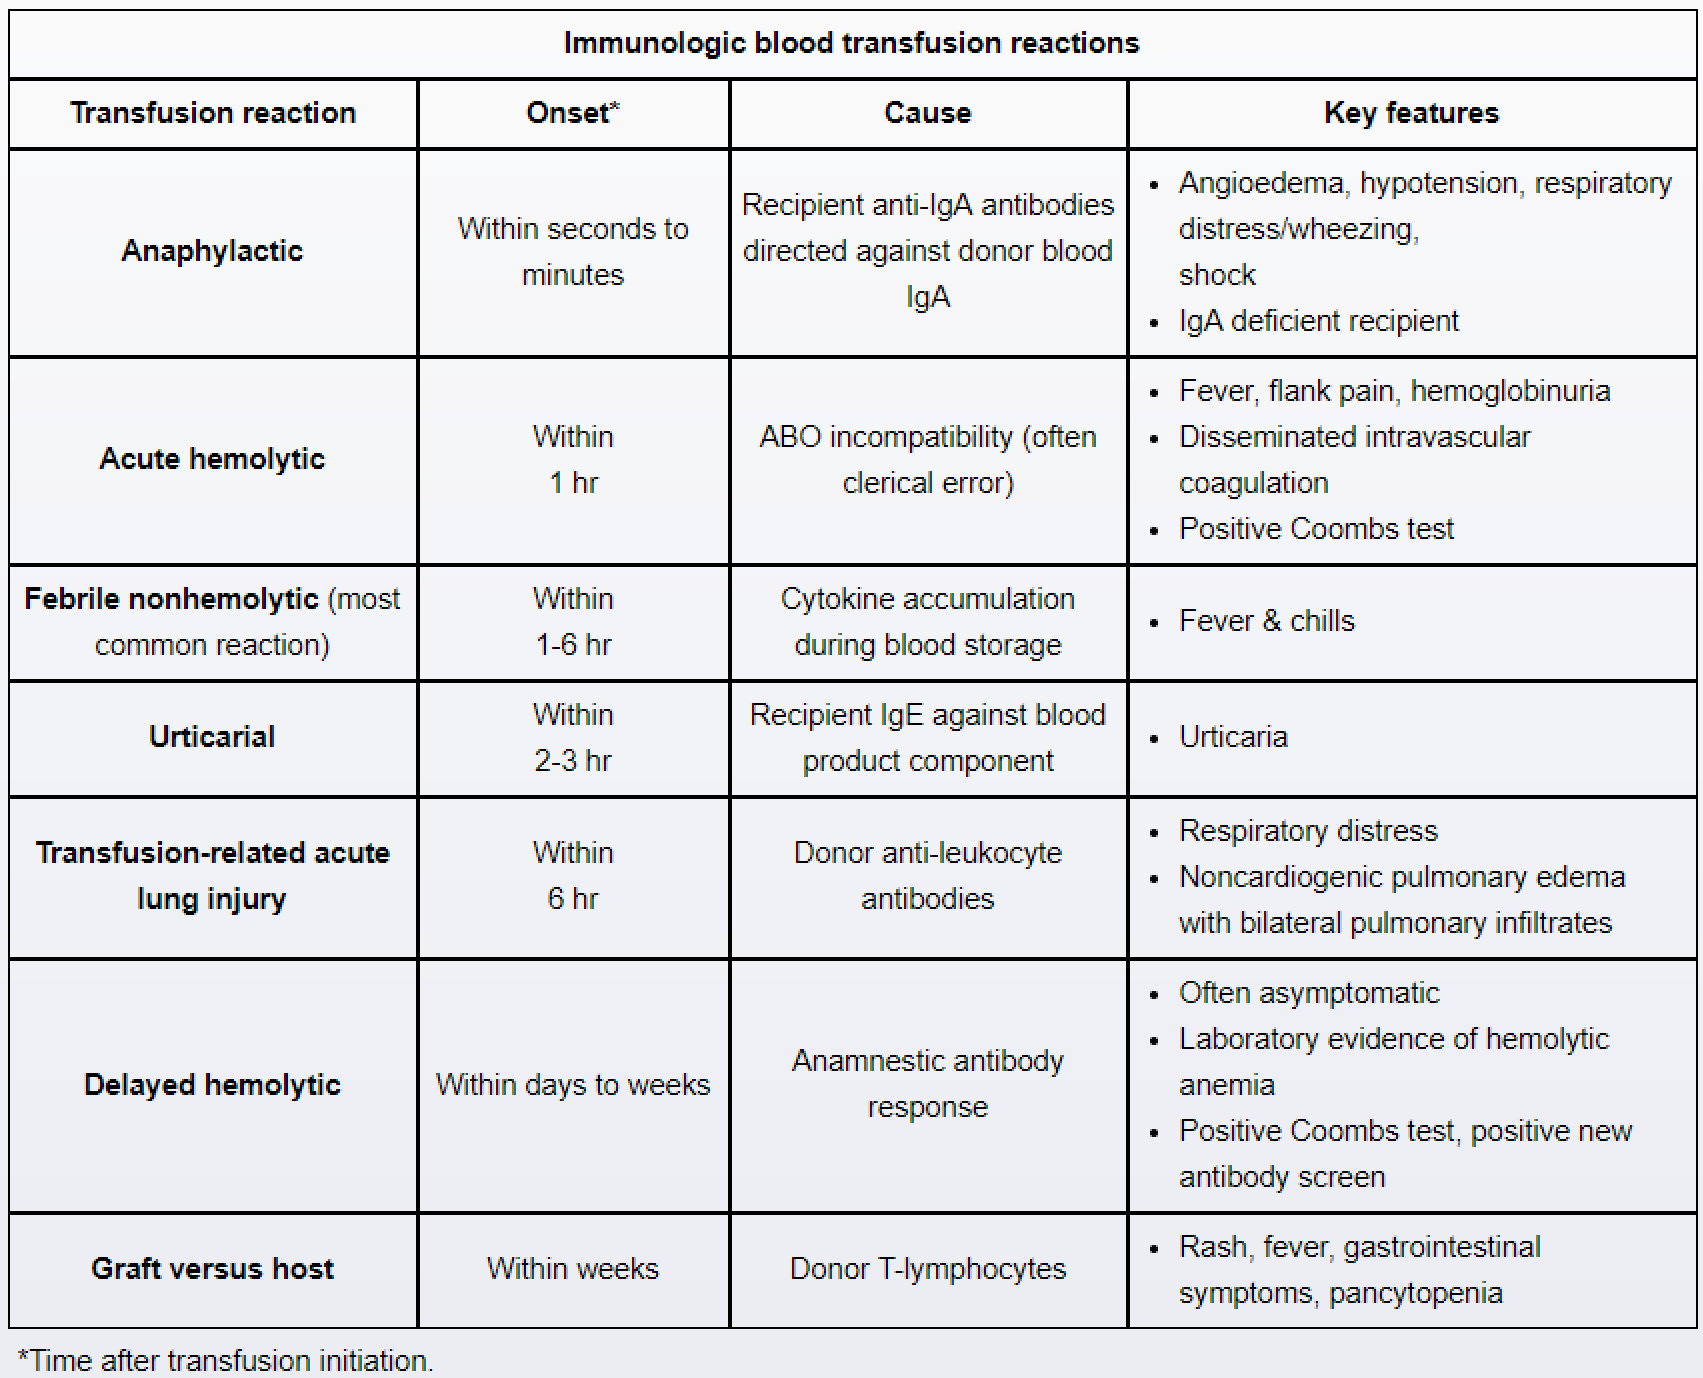 Immunologic blood transfusion reactions
Transfusion reaction
Onset*
Cause
Key features
Anaphylactic
Within seconds to
minutes
Recipient anti-IgA antibodies
directed against donor blood
IgA
• Angioedema, hypotension, respiratory
distress/wheezing,
shock
• IgA deficient recipient
Acute hemolytic
Within
1 hr
ABO incompatibility (often
clerical error)
• Fever, flank pain, hemoglobinuria
• Disseminated intravascular
coagulation
• Positive Coombs test
Febrile nonhemolytic (most
common reaction)
Within
1-6 hr
Cytokine accumulation
during blood storage
• Fever & chills
Urticarial
Within
2-3 hr
Recipient IgE against blood
product component
• Urticaria
Transfusion-related acute
lung injury
Within
6 hr
Donor anti-leukocyte
antibodies
• Respiratory distress
• Noncardiogenic pulmonary edema
with bilateral pulmonary infiltrates
Delayed hemolytic
Within days to weeks
Anamnestic antibody
response
• Often asymptomatic
• Laboratory evidence of hemolytic
anemia
• Positive Coombs test, positive new
antibody screen
Graft versus host
Within weeks
Donor T-lymphocytes
• Rash, fever, gastrointestinal
symptoms, pancytopenia
*Time after transfusion initiation.